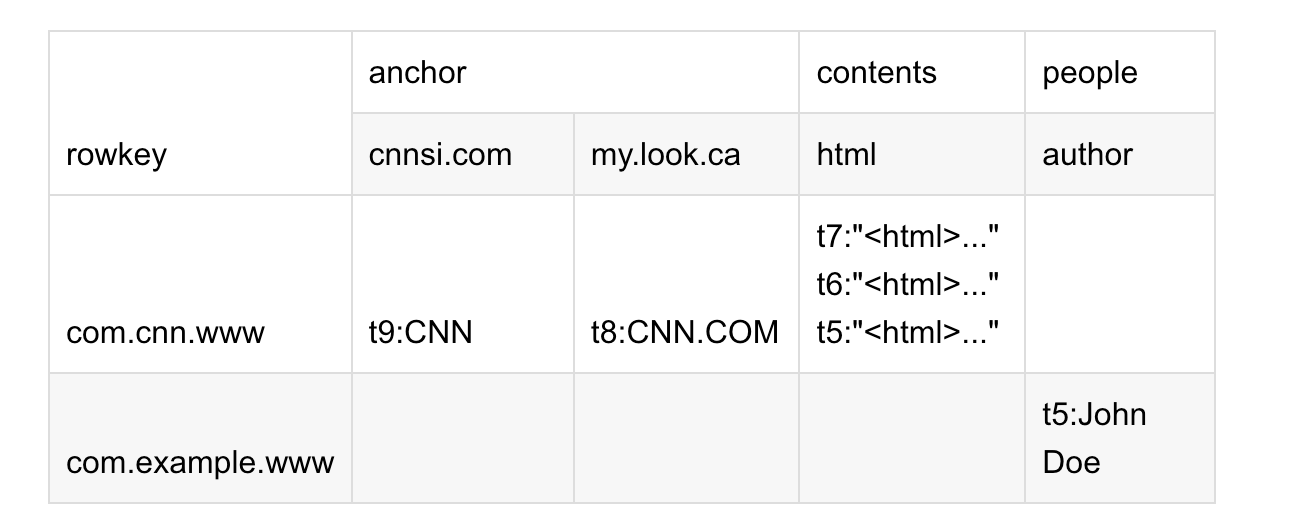 anchor contents people
rowkey cnnsi.com my.look.ca html author
t7:"<html>..."
t6:"<html>..."
com.cnn.www t9:CNN t8:CNN.COM t5:"<html>..."
t5:John
com.example.www Doe